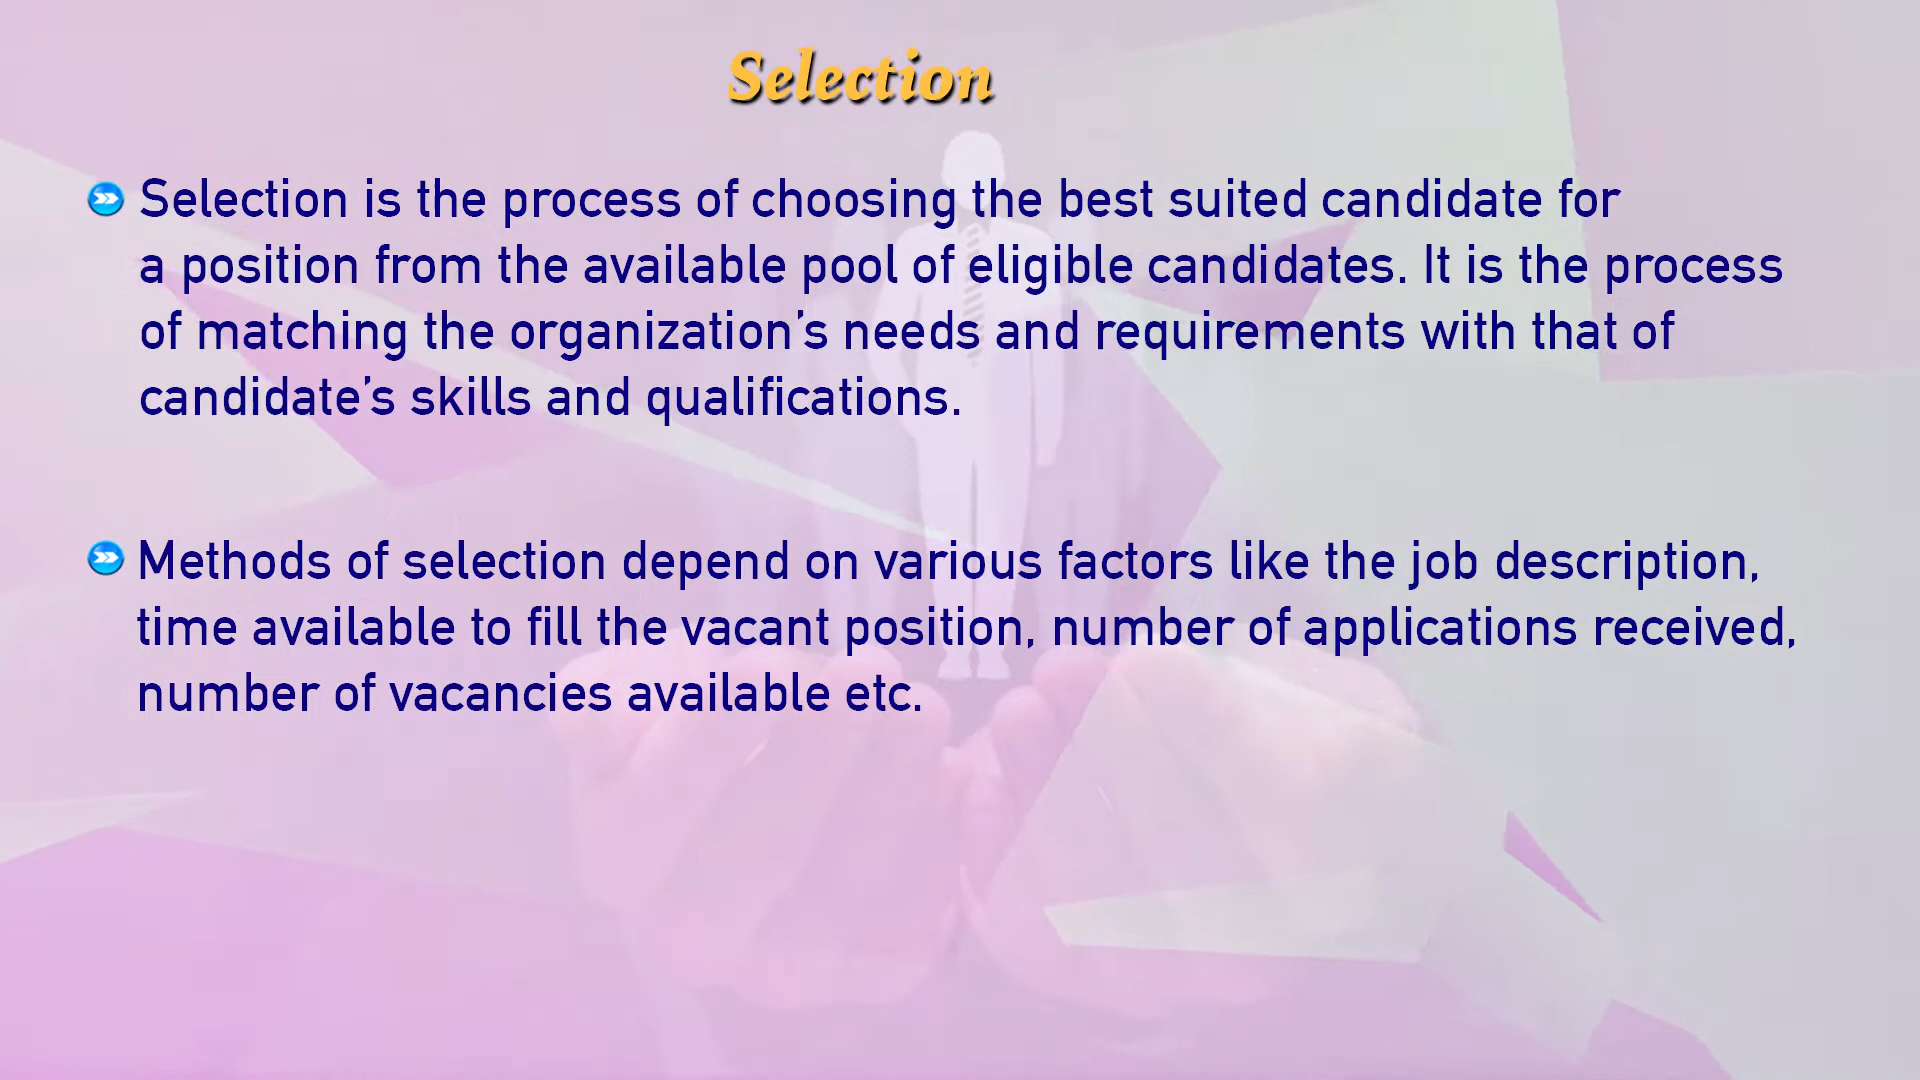 Selection
Selection is the process of choosing the best suited candidate for
a position from the available pool of eligible candidates. It is the process
of matching the organization’s needs and requirements with that of
candidate’s skills and qualifications.
Methods of selection depend on various factors like the job description,
time available to fill the vacant position, number of applications received,
number of vacancies available etc.